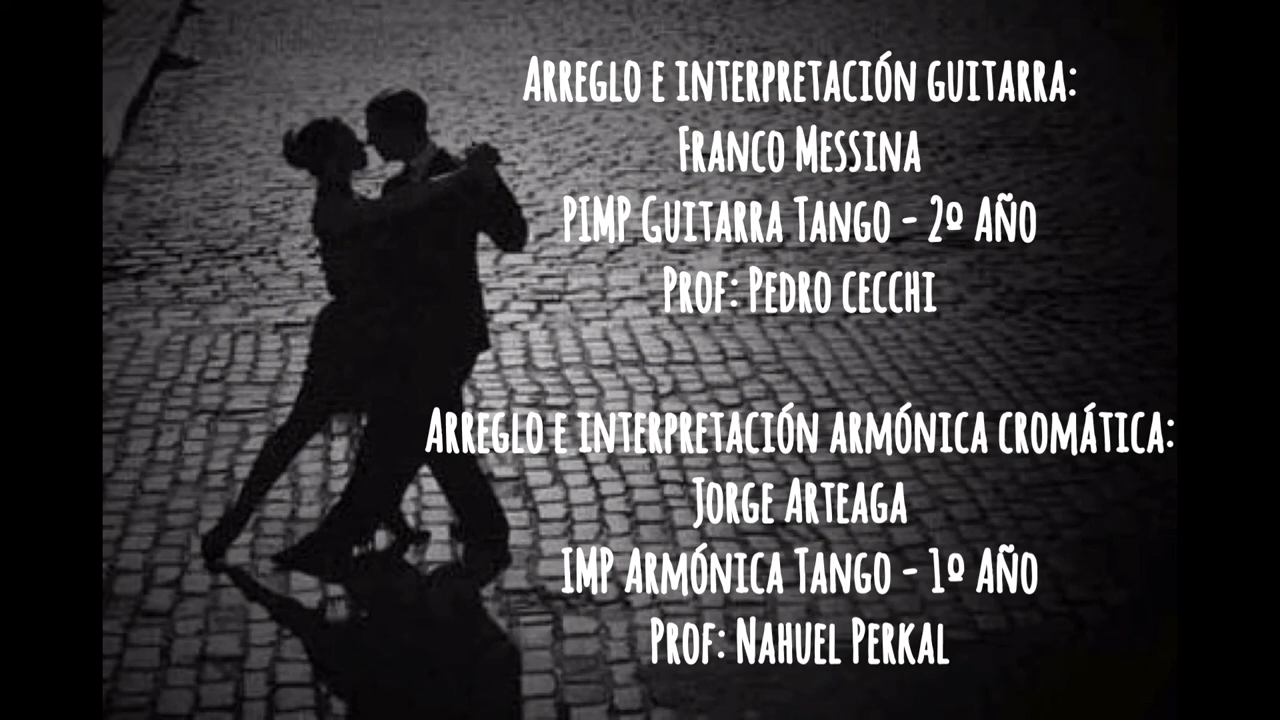 Arreglo e interpretación guitarra:
Franco Messina
PIMP Guitarra Tango - 2º Año
Prof: Pedro cecchi
Arreglo e interpretación armónica cromática:
Jorge Arteaga
IMP Armónica Tango - 1º Año
Prof: Nahuel Perkal